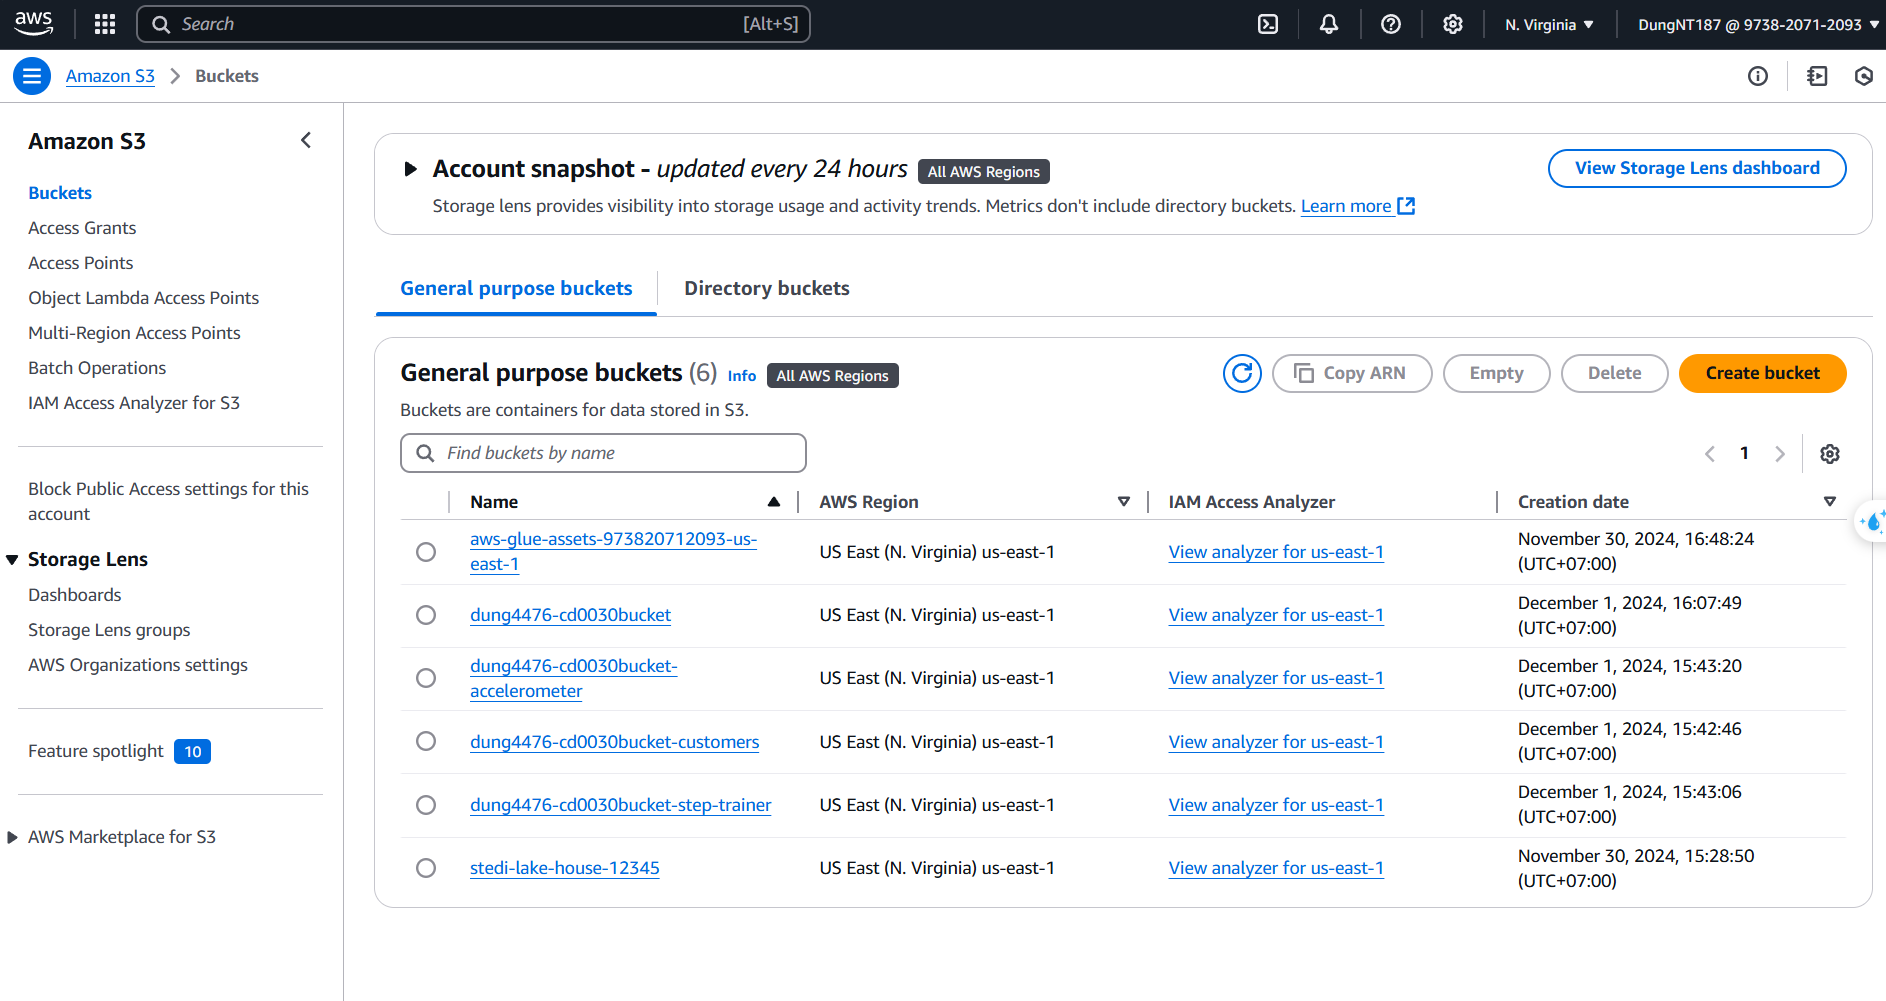 aws
Search [Alt+S]
N. Virginia
DungNT187 @ 9738-2071-2093
Amazon S3 Buckets
Amazon S3
Buckets
Access Grants
Access Points
Object Lambda Access Points
Multi-Region Access Points
Batch Operations
IAM Access Analyzer for S3
Block Public Access settings for this
account
Storage Lens
Dashboards
Storage Lens groups
AWS Organizations settings
Feature spotlight 10
AWS Marketplace for S3
Account snapshot - updated every 24 hours All AWS Regions
View Storage Lens dashboard
Storage lens provides visibility into storage usage and activity trends. Metrics don't include directory buckets. Learn more
General purpose buckets Directory buckets
General purpose buckets (6) Info All AWS Regions
Copy ARN Empty Delete Create bucket
Buckets are containers for data stored in S3.
Find buckets by name
1
Name AWS Region IAM Access Analyzer Creation date
aws-glue-assets-973820712093-us-
east-1
US East (N. Virginia) us-east-1
View analyzer for us-east-1
November 30, 2024, 16:48:24
(UTC+07:00)
dung4476-cd0030bucket
US East (N. Virginia) us-east-1
View analyzer for us-east-1
December 1, 2024, 16:07:49
(UTC+07:00)
dung4476-cd0030bucket-
accelerometer
US East (N. Virginia) us-east-1
View analyzer for us-east-1
December 1, 2024, 15:43:20
(UTC+07:00)
dung4476-cd0030bucket-customers
US East (N. Virginia) us-east-1
View analyzer for us-east-1
December 1, 2024, 15:42:46
(UTC+07:00)
dung4476-cd0030bucket-step-trainer
US East (N. Virginia) us-east-1
View analyzer for us-east-1
December 1, 2024, 15:43:06
(UTC+07:00)
stedi-lake-house-12345
US East (N. Virginia) us-east-1
View analyzer for us-east-1
November 30, 2024, 15:28:50
(UTC+07:00)